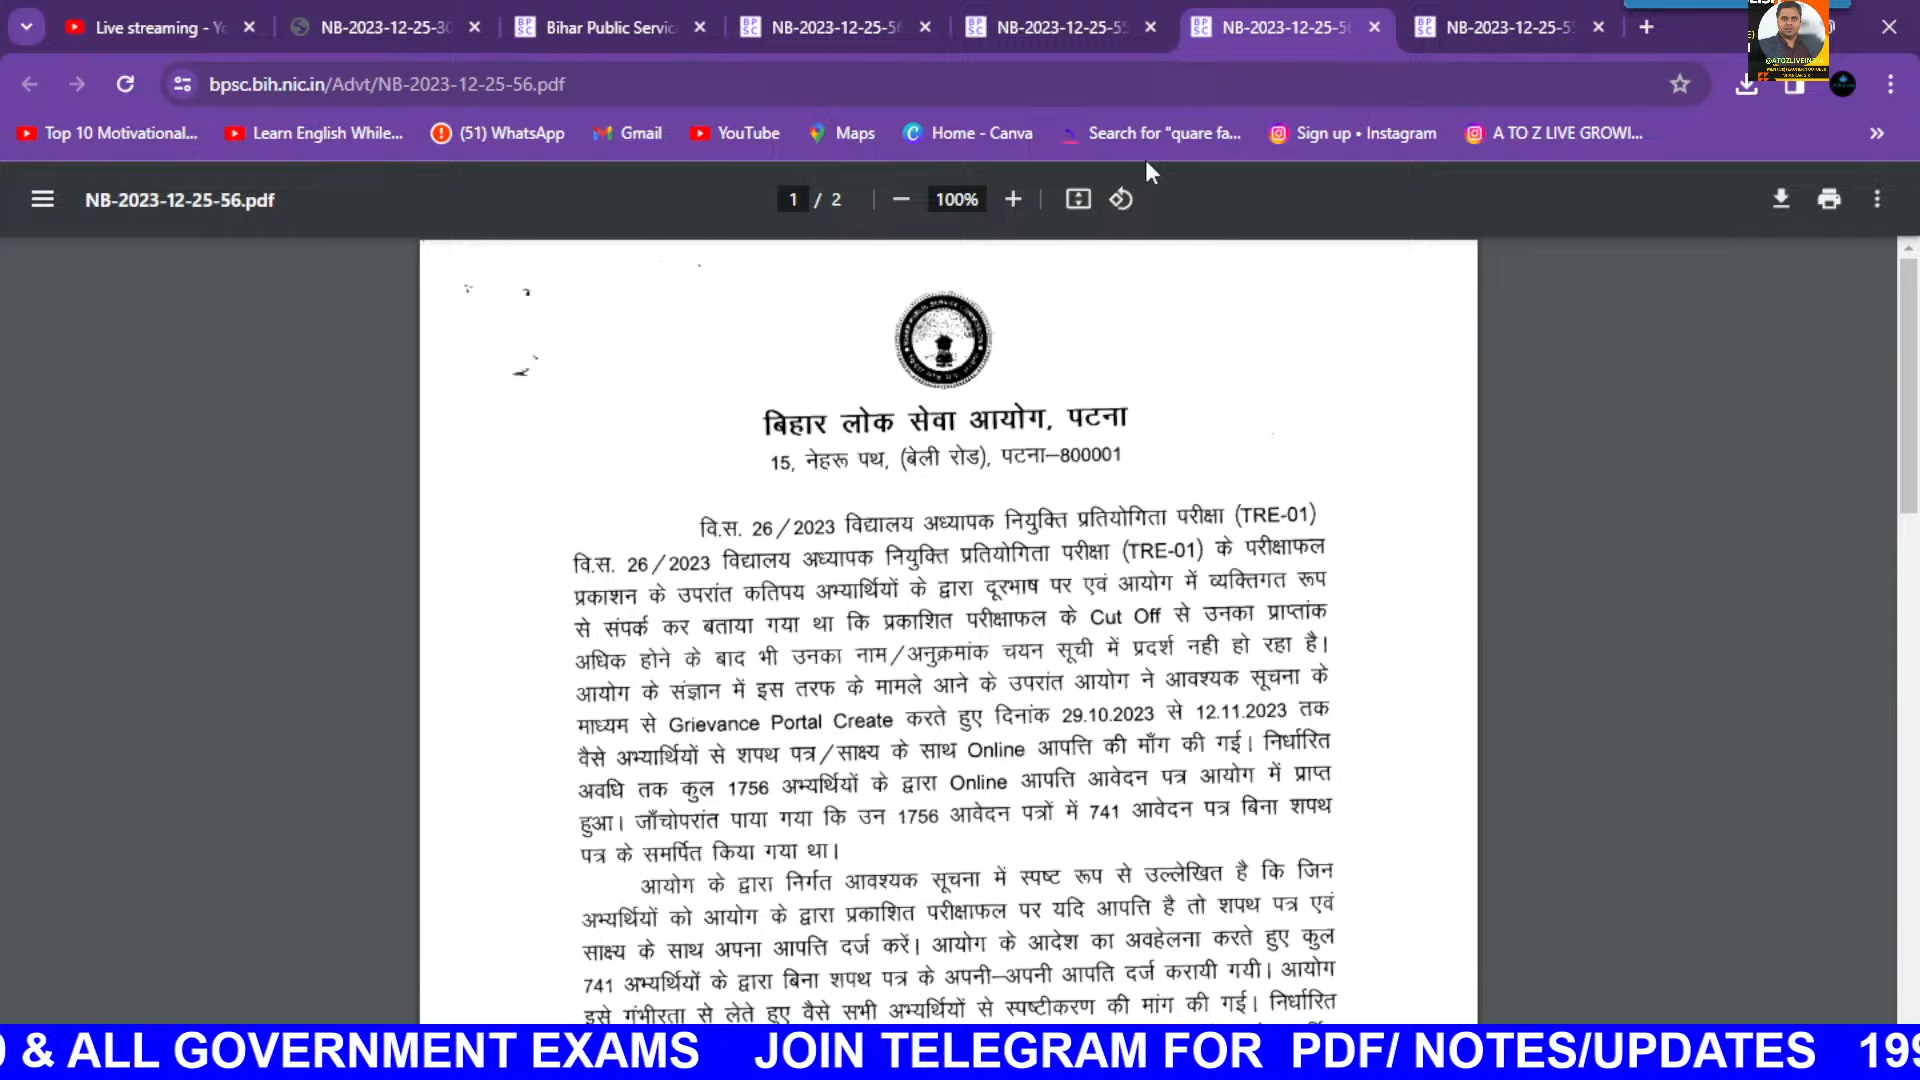 Live streaming - Yo
NB-2023-12-25-30
Bihar Public Servic
NB-2023-12-25-56
NB-2023-12-25-55
NB-2023-12-25-56
NB-2023-12-25-55
bpsc.bih.nic.in/Advt/NB-2023-12-25-56.pdf
@ATOZLIVEINDIA
Top 10 Motivational...
Learn English While...
(51) WhatsApp
Gmail
YouTube
Maps
Home - Canva
Search for "quare fa...
Sign up • Instagram
A TO Z LIVE GROWI...
NB-2023-12-25-56.pdf
1 / 2
100%
बिहार लोक सेवा आयोग, पटना
15, नेहरू पथ, (बेली रोड), पटना–800001
वि.स. 26/2023 विद्यालय अध्यापक नियुक्ति प्रतियोगिता परीक्षा (TRE-01)
वि.स. 26/2023 विद्यालय अध्यापक नियुक्ति प्रतियोगिता परीक्षा (TRE-01) के परीक्षाफल
प्रकाशन के उपरांत कतिपय अभ्यार्थियों के द्वारा दूरभाष पर एवं आयोग में व्यक्तिगत रूप
से संपर्क कर बताया गया था कि प्रकाशित परीक्षाफल के Cut Off से उनका प्राप्तांक
अधिक होने के बाद भी उनका नाम/अनुक्रमांक चयन सूची में प्रदर्श नही हो रहा है।
आयोग के संज्ञान में इस तरफ के मामले आने के उपरांत आयोग ने आवश्यक सूचना के
माध्यम से Grievance Portal Create करते हुए दिनांक 29.10.2023 से 12.11.2023 तक
वैसे अभ्यार्थियों से शपथ पत्र/साक्ष्य के साथ Online आपत्ति की माँग की गई। निर्धारित
अवधि तक कुल 1756 अभ्यर्थियों के द्वारा Online आपत्ति आवेदन पत्र आयोग में प्राप्त
हुआ। जाँचोपरांत पाया गया कि उन 1756 आवेदन पत्रों में 741 आवेदन पत्र बिना शपथ
पत्र के समर्पित किया गया था।
आयोग के द्वारा निर्गत आवश्यक सूचना में स्पष्ट रूप से उल्लेखित है कि जिन
अभ्यर्थियों को आयोग के द्वारा प्रकाशित परीक्षाफल पर यदि आपत्ति है तो शपथ पत्र एवं
साक्ष्य के साथ अपना आपत्ति दर्ज करें। आयोग के आदेश का अवहेलना करते हुए कुल
741 अभ्यर्थियों के द्वारा बिना शपथ पत्र के अपनी–अपनी आपति दर्ज करायी गयी। आयोग
इसे गंभीरता से लेते हुए वैसे सभी अभ्यर्थियों से स्पष्टीकरण की मांग की गई। निर्धारित
0 & ALL GOVERNMENT EXAMS JOIN TELEGRAM FOR PDF/ NOTES/UPDATES 199